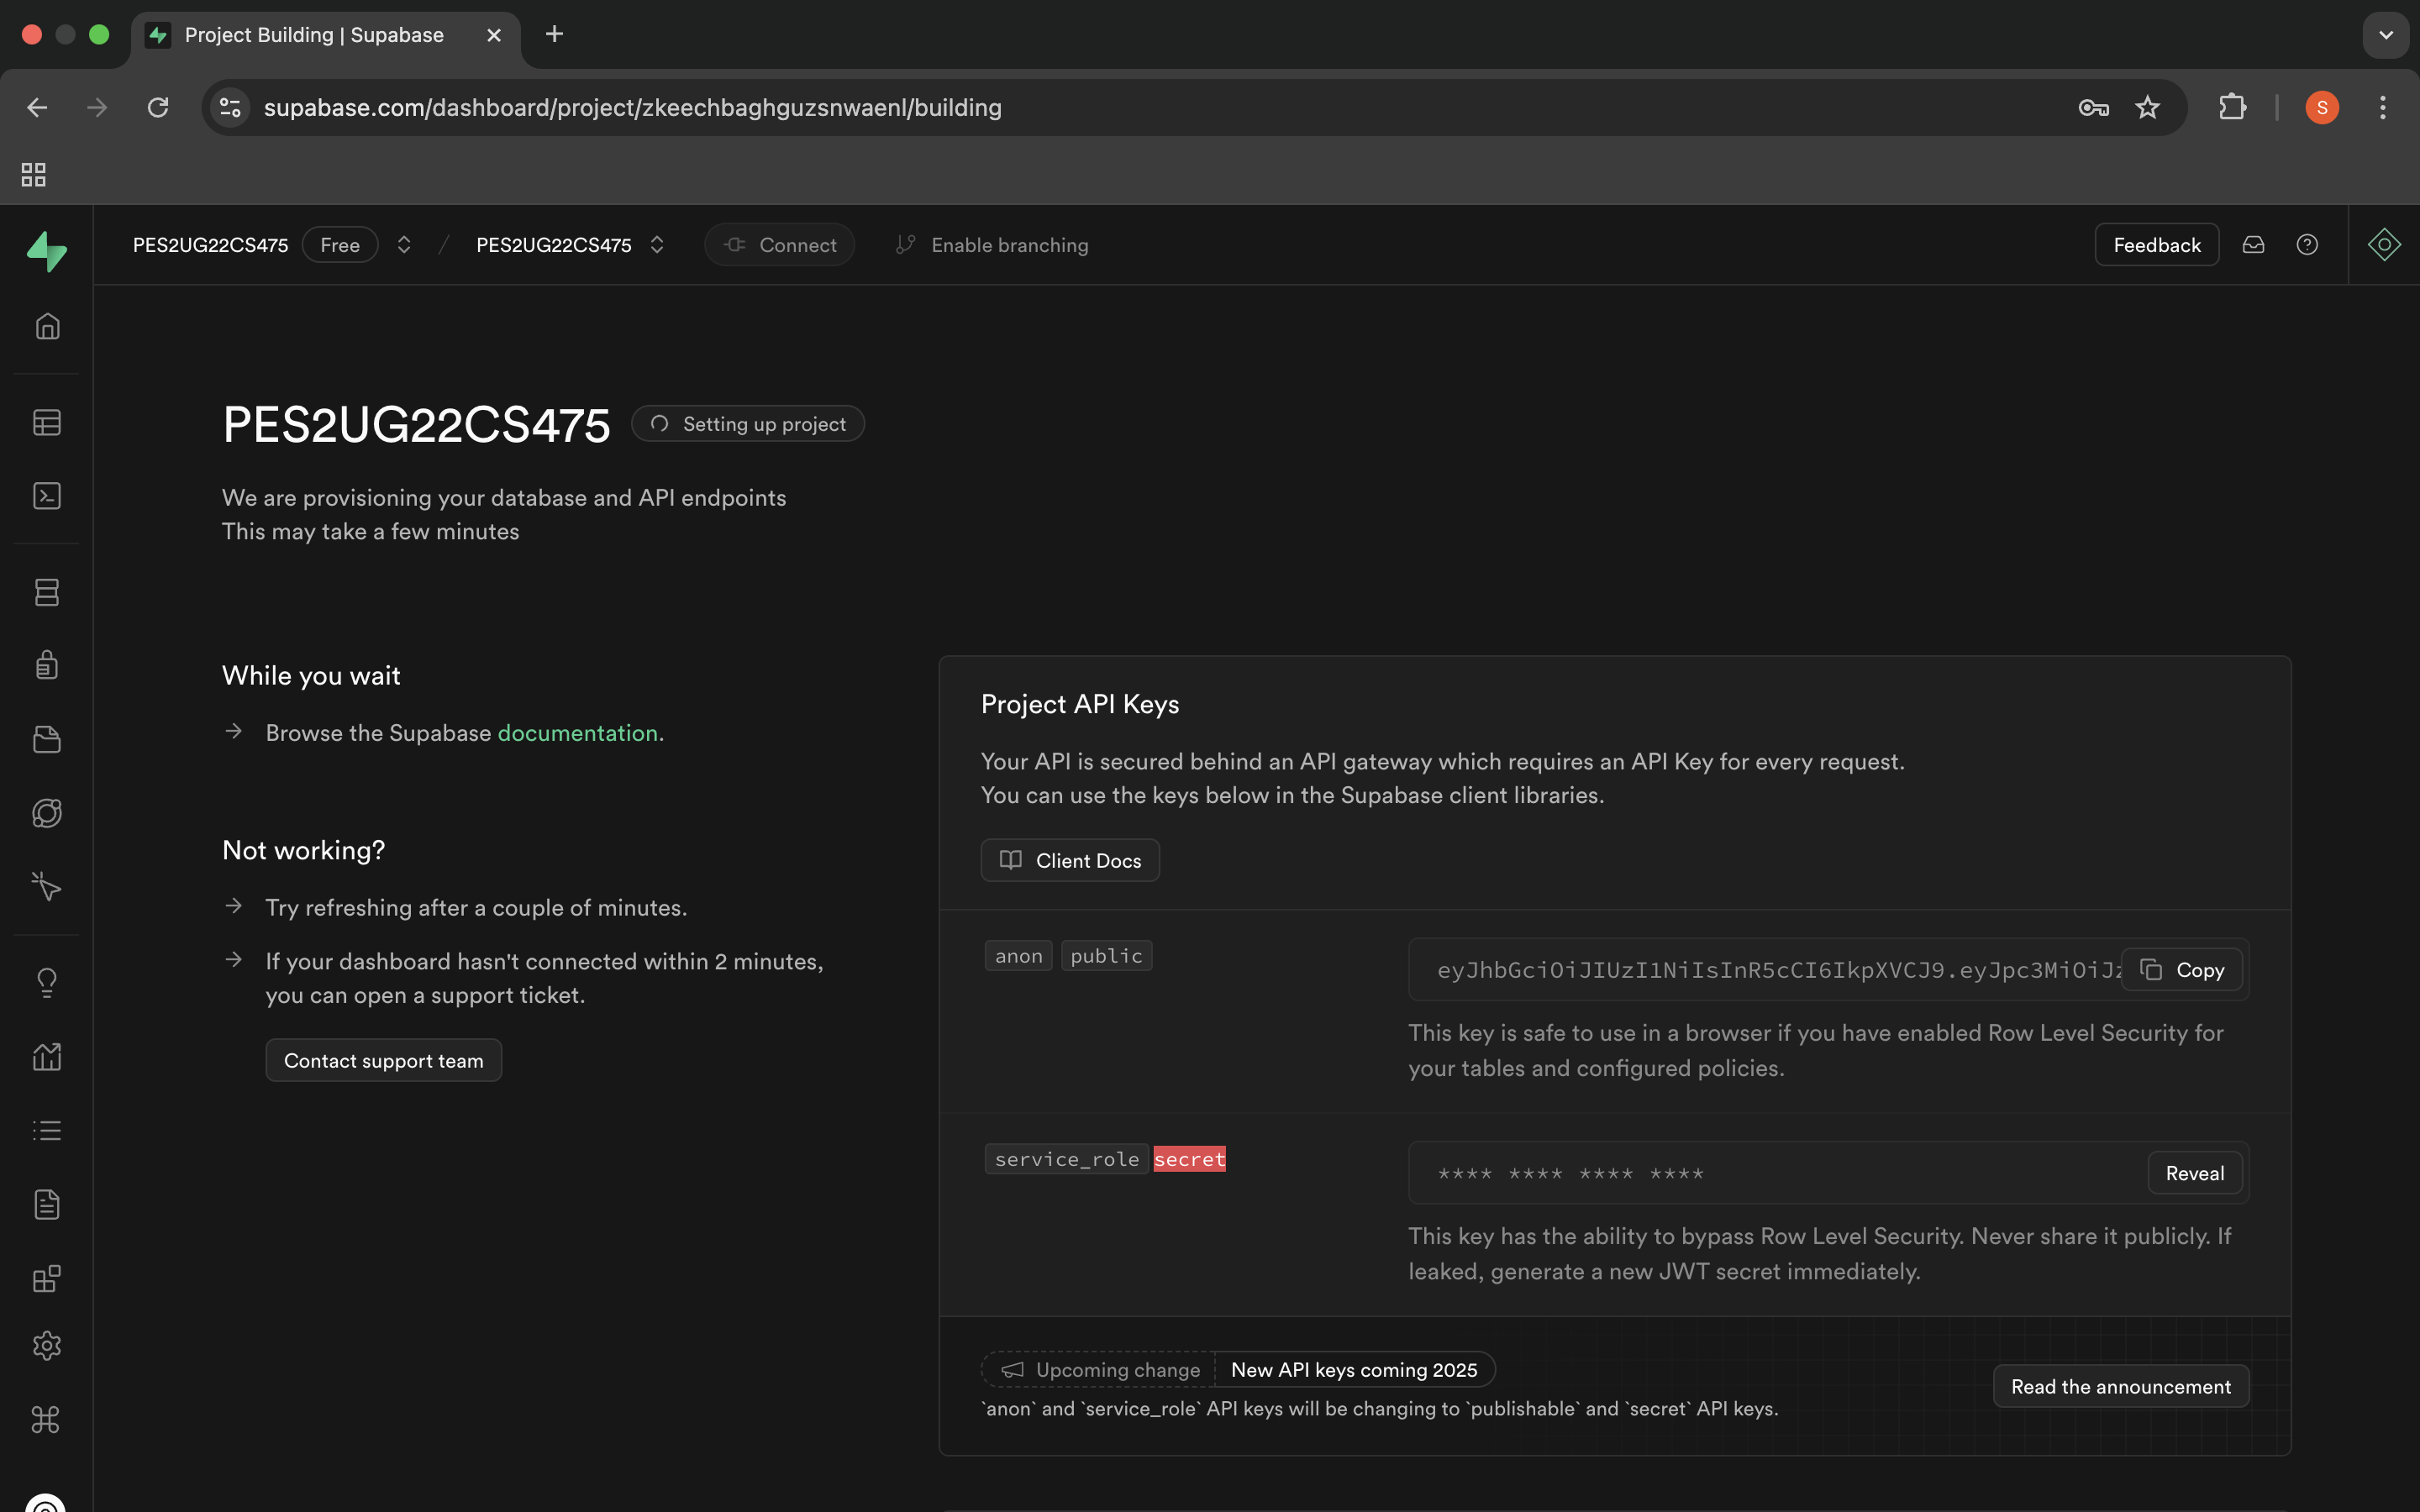 Project Building | Supabase
supabase.com/dashboard/project/zkeechbaghguzsnwaenl/building
S
PES2UG22CS475 Free / PES2UG22CS475 Connect Enable branching Feedback
PES2UG22CS475 Setting up project
We are provisioning your database and API endpoints
This may take a few minutes
While you wait
Browse the Supabase documentation.
Not working?
Try refreshing after a couple of minutes.
If your dashboard hasn't connected within 2 minutes,
you can open a support ticket.
Contact support team
Project API Keys
Your API is secured behind an API gateway which requires an API Key for every request.
You can use the keys below in the Supabase client libraries.
Client Docs
anon public
eyJhbGciOiJIUzI1NiIsInR5cCI6IkpXVCJ9.eyJpc3MiOiJz Copy
This key is safe to use in a browser if you have enabled Row Level Security for
your tables and configured policies.
service_role secret
**** **** **** **** Reveal
This key has the ability to bypass Row Level Security. Never share it publicly. If
leaked, generate a new JWT secret immediately.
Upcoming change New API keys coming 2025
`anon` and `service_role` API keys will be changing to `publishable` and `secret` API keys.
Read the announcement